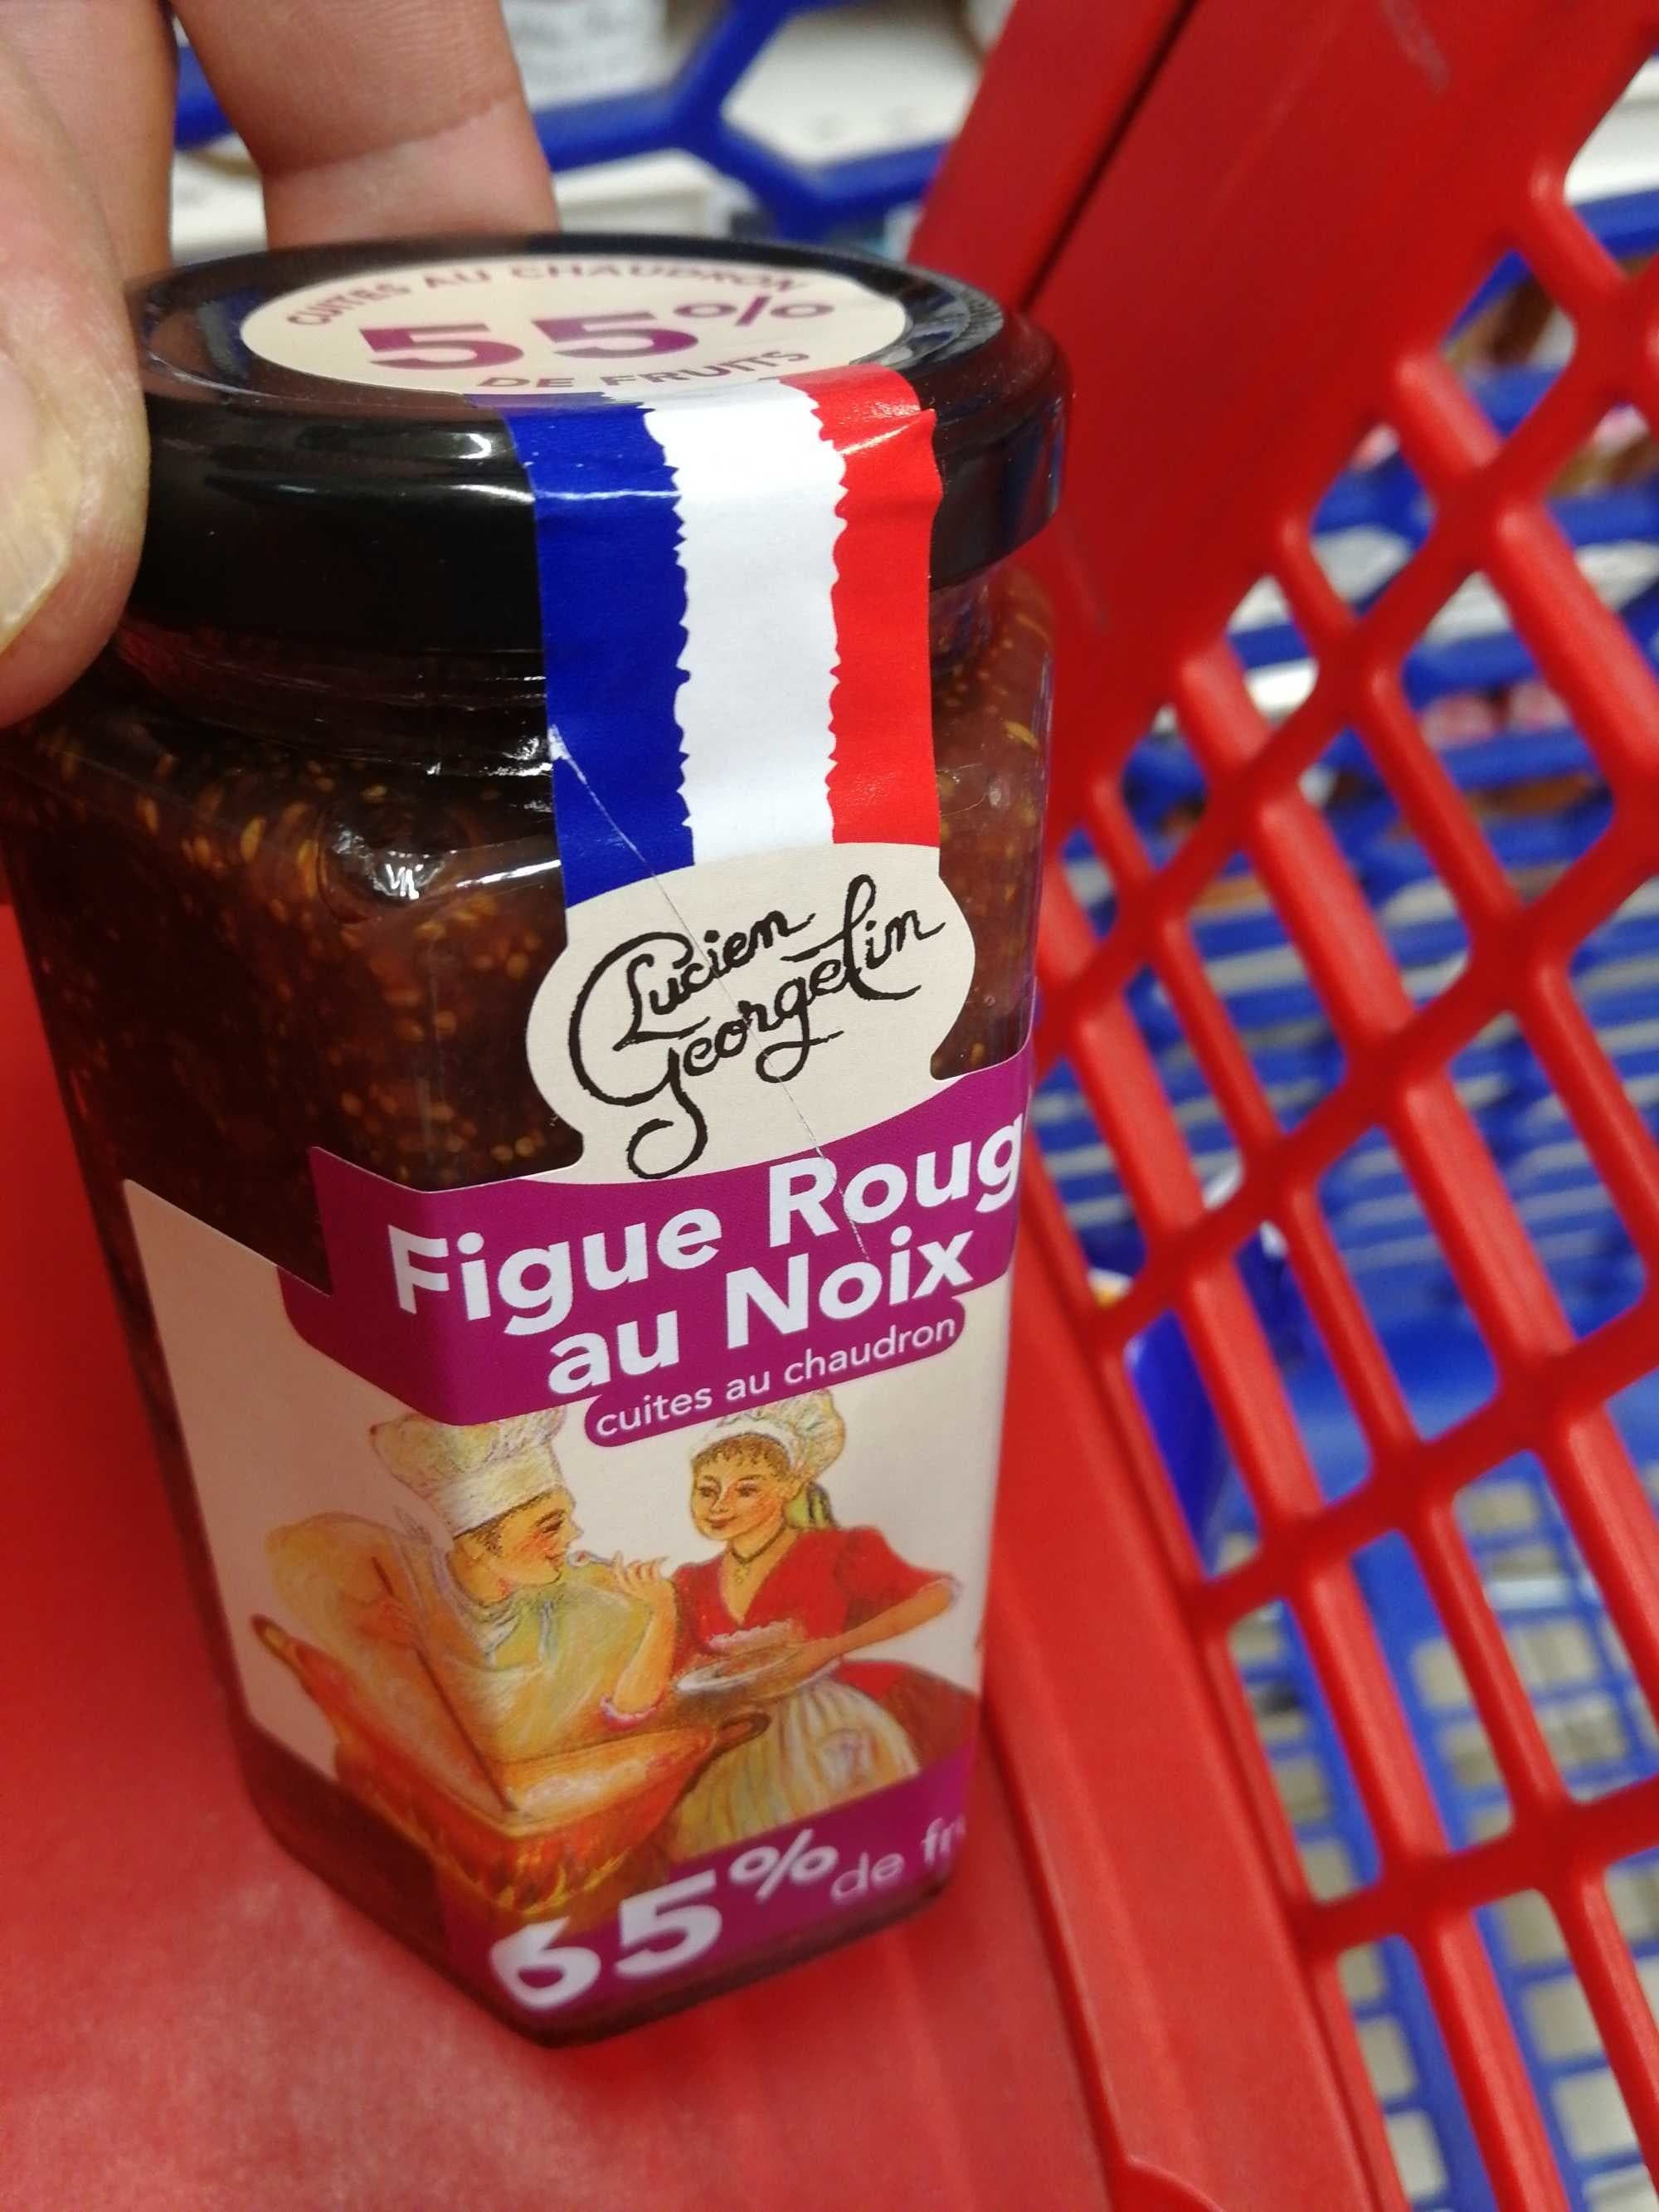 CUITES AU CHAUDRON
55%
DE FRUITS
Lucien
Georgelin
Figue Roug
au Noix
cuites au chaudron
65% de fr